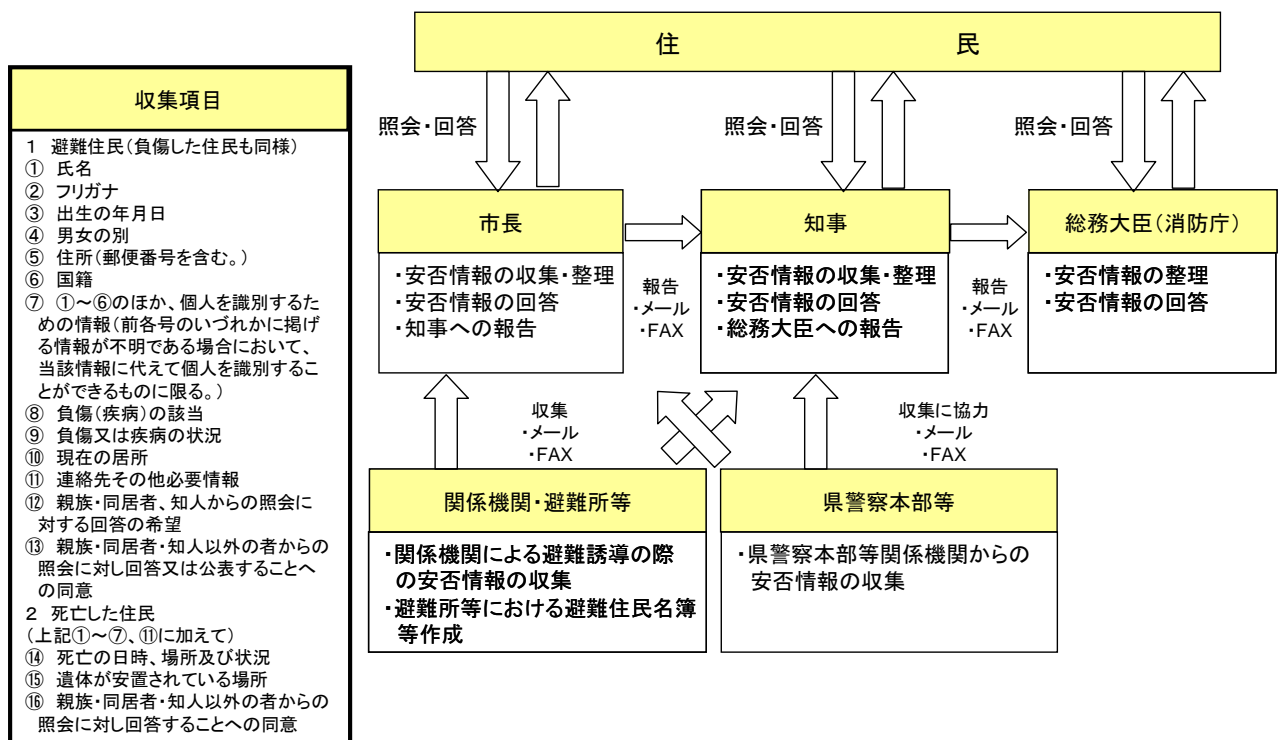 住 民
収集項目
1 避難住民(負傷した住民も同様)
① 氏名
② フリガナ
③ 出生の年月日
④ 男女の別
⑤ 住所(郵便番号を含む。)
⑥ 国籍
⑦ ①~⑥のほか、個人を識別するた
めの情報(前各号のいづれかに掲げ
る情報が不明である場合において、
当該情報に代えて個人を識別するこ
とができるものに限る。)
⑧ 負傷(疾病)の該当
⑨ 負傷又は疾病の状況
⑩ 現在の居所
⑪ 連絡先その他必要情報
⑫ 親族・同居者、知人からの照会に
対する回答の希望
⑬ 親族・同居者・知人以外の者からの
照会に対し回答又は公表することへ
の同意
2 死亡した住民
(上記①~⑦、⑪に加えて)
⑭ 死亡の日時、場所及び状況
⑮ 遺体が安置されている場所
⑯ 親族・同居者・知人以外の者からの
照会に対し回答することへの同意
照会・回答
照会・回答
照会・回答
市長
・安否情報の収集・整理
・安否情報の回答
・知事への報告
報告
・メール
・FAX
知事
・安否情報の収集・整理
・安否情報の回答
・総務大臣への報告
報告
・メール
・FAX
総務大臣(消防庁)
・安否情報の整理
・安否情報の回答
収集
・メール
・FAX
収集に協力
・メール
・FAX
関係機関・避難所等
・関係機関による避難誘導の際
の安否情報の収集
・避難所等における避難住民名簿
等作成
県警察本部等
・県警察本部等関係機関からの
安否情報の収集